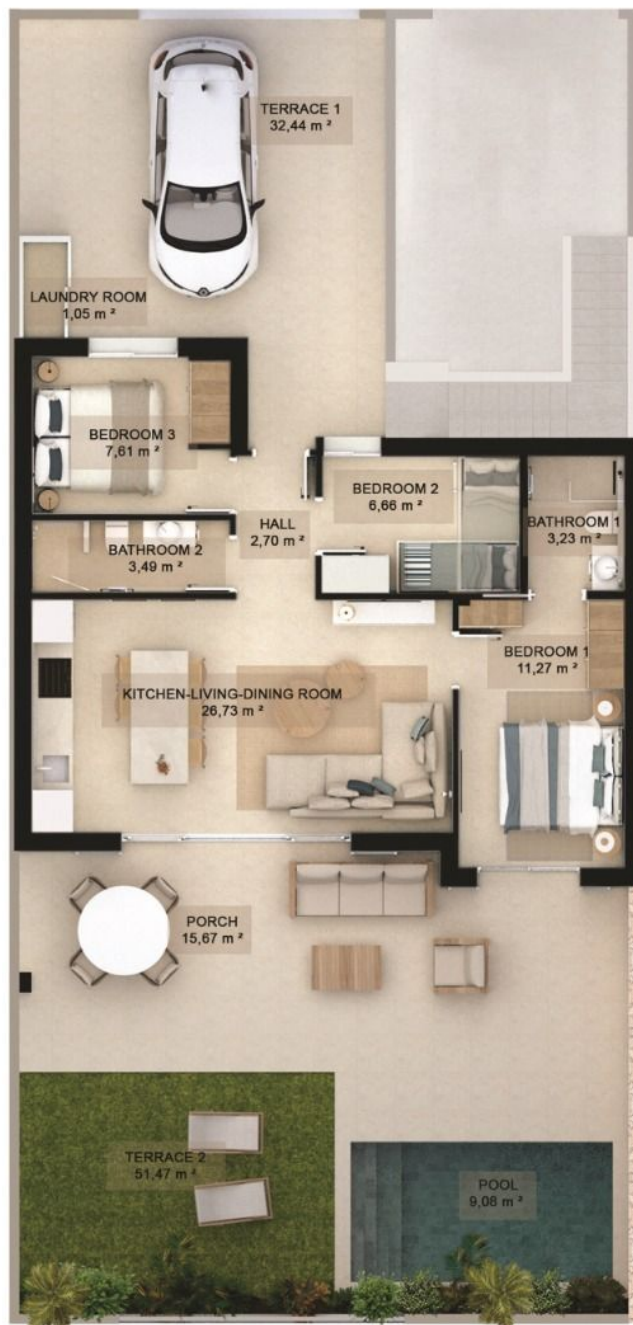 TERRACE 1
32,44 m ²
LAUNDRY ROOM
1,05 m ²
BEDROOM 3
7,61 m ²
BEDROOM 2
6,66 m ²
HALL
2,70 m ²
BATHROOM 1
3,23 m ²
BATHROOM 2
3,49 m ²
BEDROOM 1
11,27 m ²
KITCHEN-LIVING-DINING ROOM
26,73 m ²
PORCH
15,67 m ²
TERRACE 2
51,47 m ²
POOL
9,08 m ²